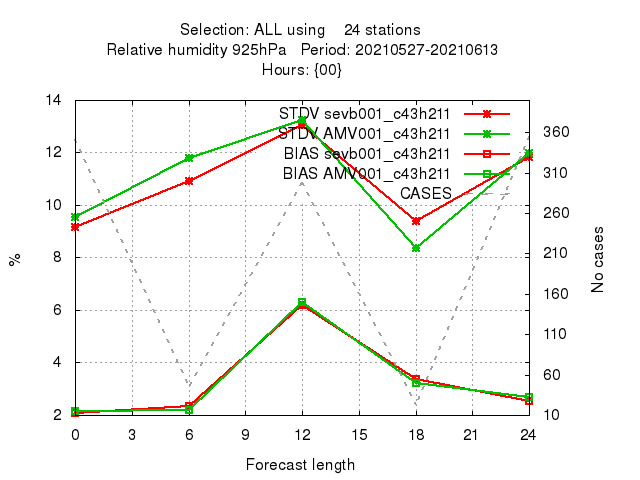 Selection: ALL using 24 stations
Relative humidity 925hPa Period: 20210527-20210613
Hours: {00}
STDV sevb001_c43h211
STDV AMV001_c43h211
BIAS sevb001_c43h211
BIAS AMV001_c43h211
CASES
14
12
10
8
6
4
2
%
360
310
260
210
160
110
60
10
No cases
0 3 6 9 12 15 18 21 24
Forecast length